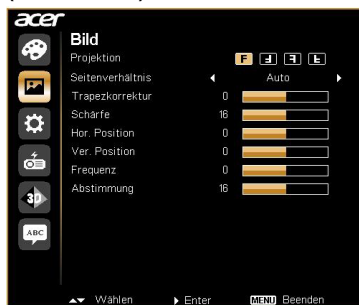 acer
Bild
Projektion F F F F
Seitenverhältnis Auto
Trapezkorrektur 0
Schärfe 16
Hor. Position 0
Ver. Position 0
Frequenz 0
Abstimmung 16
3D
ABC
Wählen Enter MENU Beenden